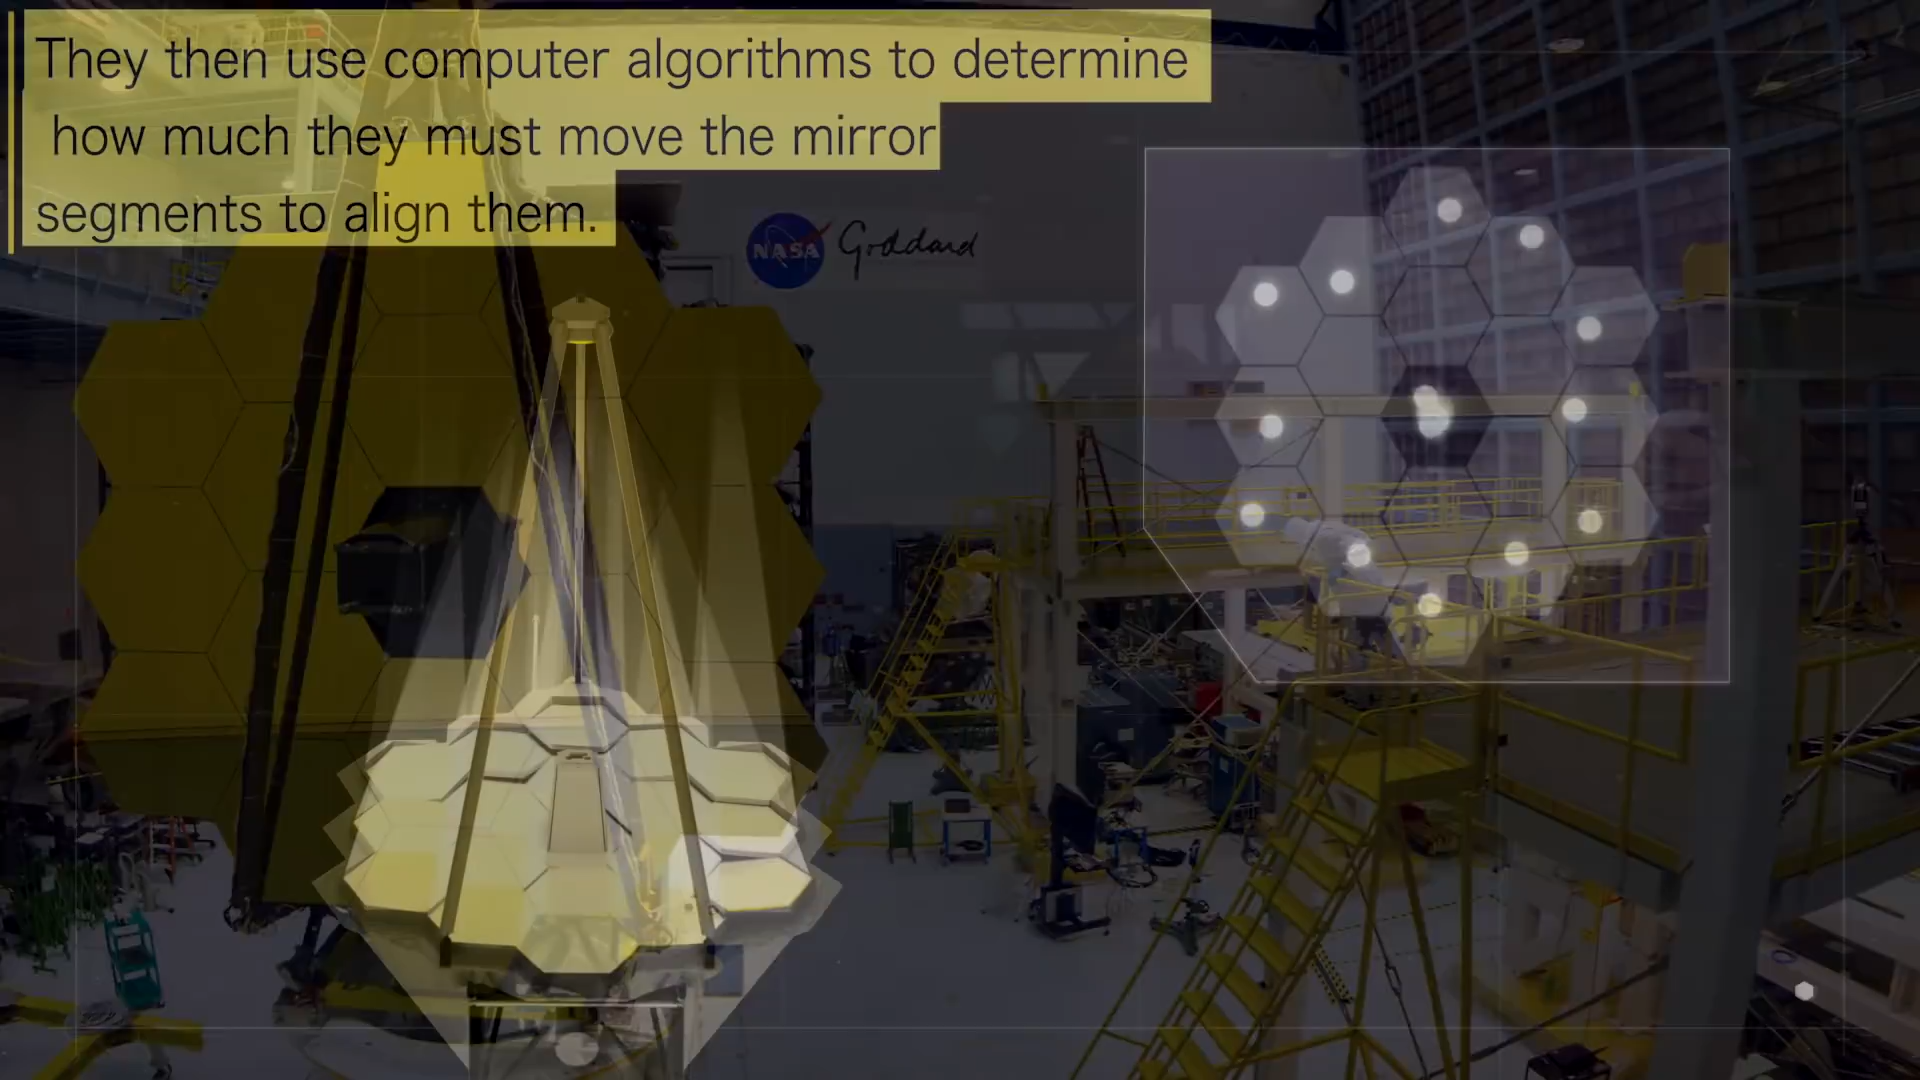 They then use computer algorithms to determine
how much they must move the mirror
segments to align them.
NASA Goddard